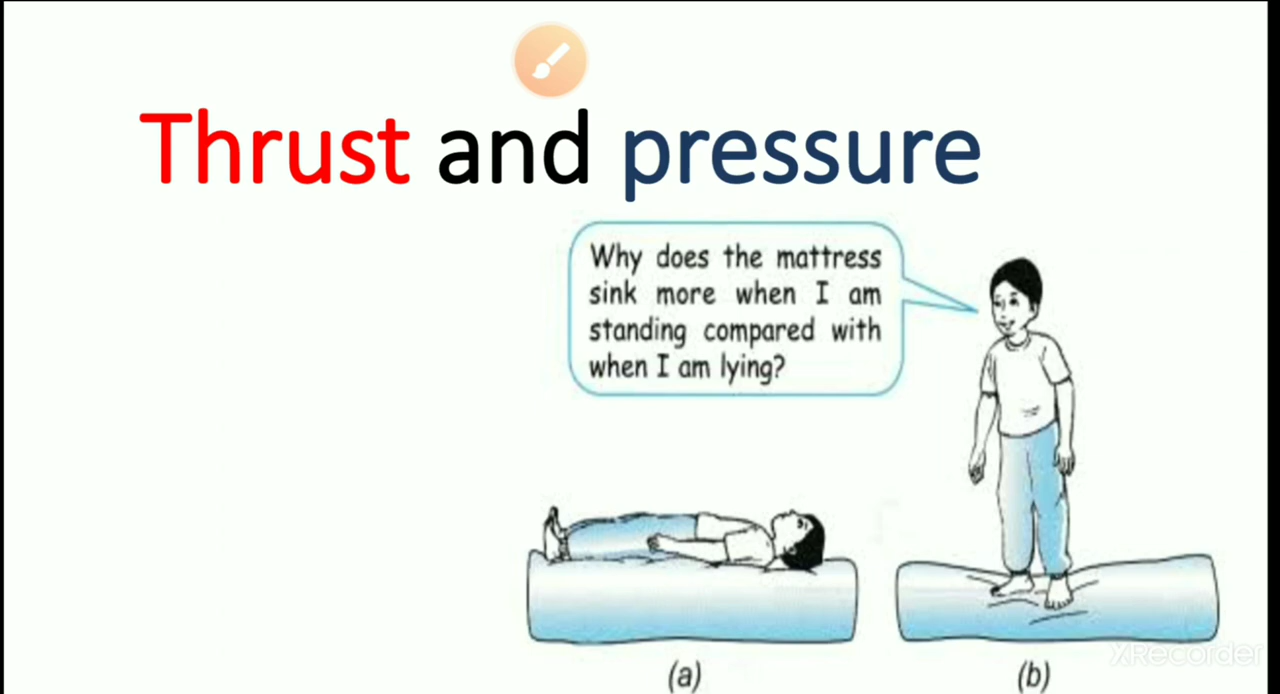 Thrust and pressure
Why does the mattress
sink more when I am
standing compared with
when I am lying?
(a)
(b)
XRecorder